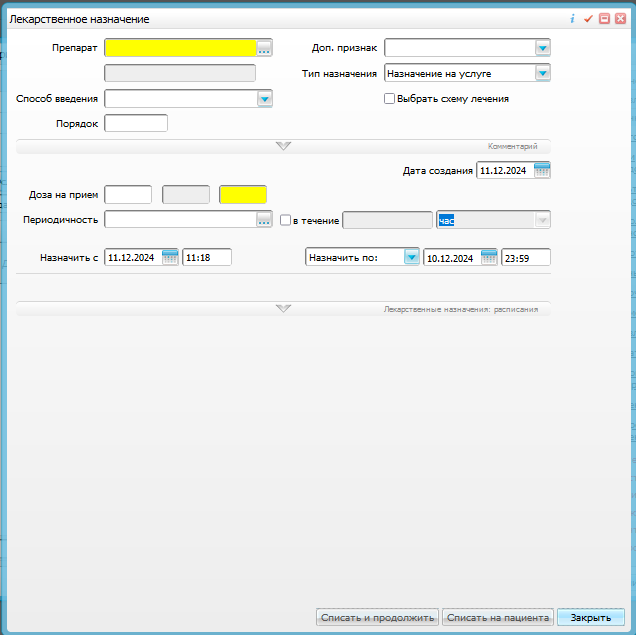 Лекарственное назначение
Препарат ... Доп. признак
Тип назначения Назначение на услуге
Способ введения Выбрать схему лечения
Порядок
Комментарий
Дата создания 11.12.2024
Доза на прием
Периодичность ... в течение час
Назначить с 11.12.2024 11:18 Назначить по: 10.12.2024 23:59
Лекарственные назначения: расписания
Списать и продолжить Списать на пациента Закрыть